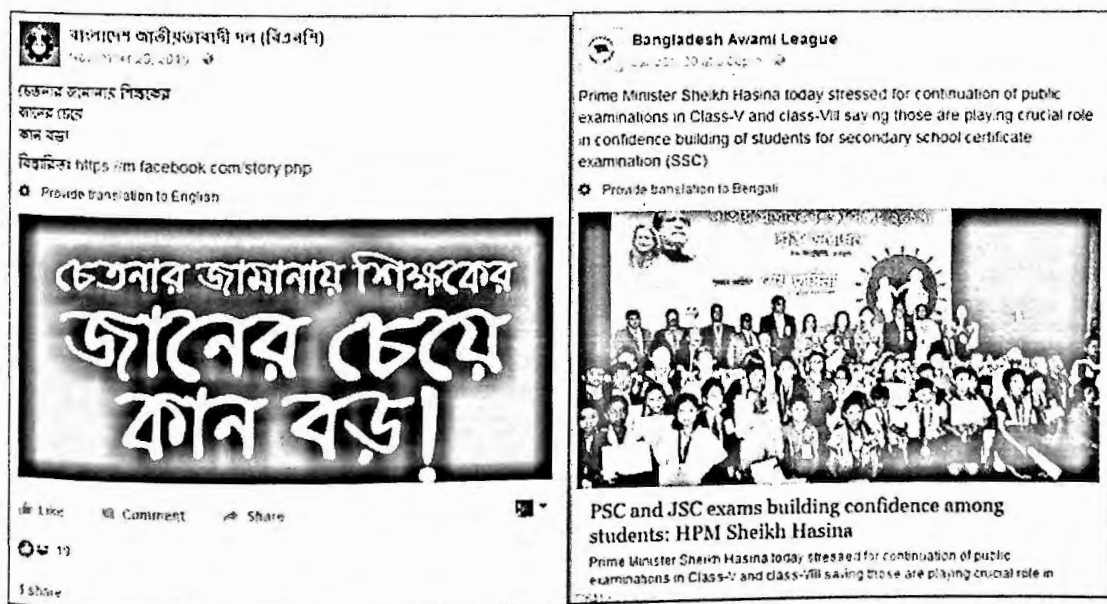 বাংলাদেশ জাতীয়তাবাদী দল (বিএনপি)
চেতনার জামানায় শিক্ষকের
জানের চেয়ে
কান বড়!
বিস্তারিতঃ https://m.facebook.com/story.php
Provide translation to English
চেতনার জামানায় শিক্ষকের
জানের চেয়ে
কান বড়!
Like Comment Share
19
1 share
Bangladesh Awami League
Prime Minister Sheikh Hasina today stressed for continuation of public
examinations in Class-V and class-VIII saying those are playing crucial role
in confidence building of students for secondary school certificate
examination (SSC)
Provide translation to Bengali
PSC and JSC exams building confidence among
students: HPM Sheikh Hasina
Prime Minister Sheikh Hasina today stressed for continuation of public
examinations in Class-V and class-VIII saying those are playing crucial role in